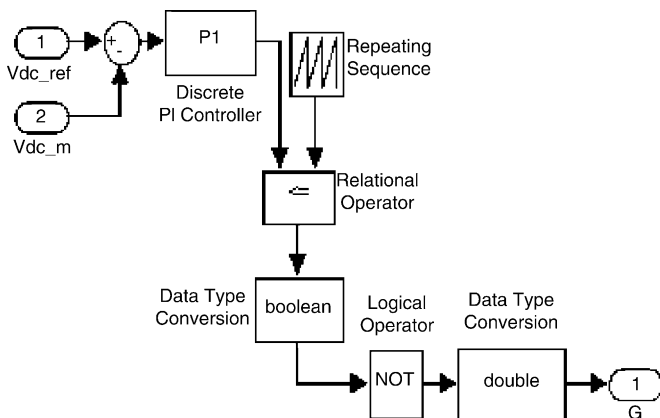 1
Vdc_ref
+
-
P1
Discrete
PI Controller
Repeating
Sequence
2
Vdc_m
<=
Relational
Operator
Data Type
Conversion
boolean
Logical
Operator
NOT
Data Type
Conversion
double
1
G